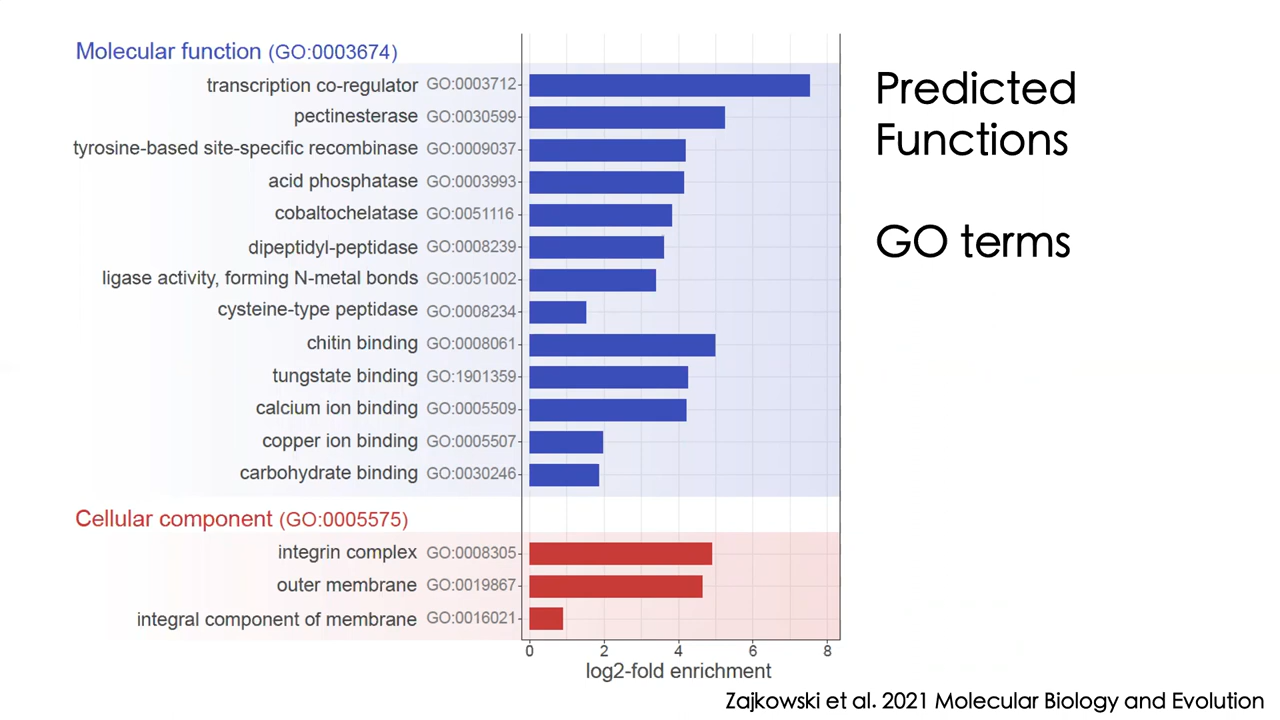 Molecular function (GO:0003674)
transcription co-regulator GO:0003712
pectinesterase GO:0030599
tyrosine-based site-specific recombinase GO:0009037
acid phosphatase GO:0003993
cobaltochelatase GO:0051116
dipeptidyl-peptidase GO:0008239
ligase activity, forming N-metal bonds GO:0051002
cysteine-type peptidase GO:0008234
chitin binding GO:0008061
tungstate binding GO:1901359
calcium ion binding GO:0005509
copper ion binding GO:0005507
carbohydrate binding GO:0030246
Cellular component (GO:0005575)
integrin complex GO:0008305
outer membrane GO:0019867
integral component of membrane GO:0016021
0 2 4 6 8
log2-fold enrichment
Predicted
Functions
GO terms
Zajkowski et al. 2021 Molecular Biology and Evolution